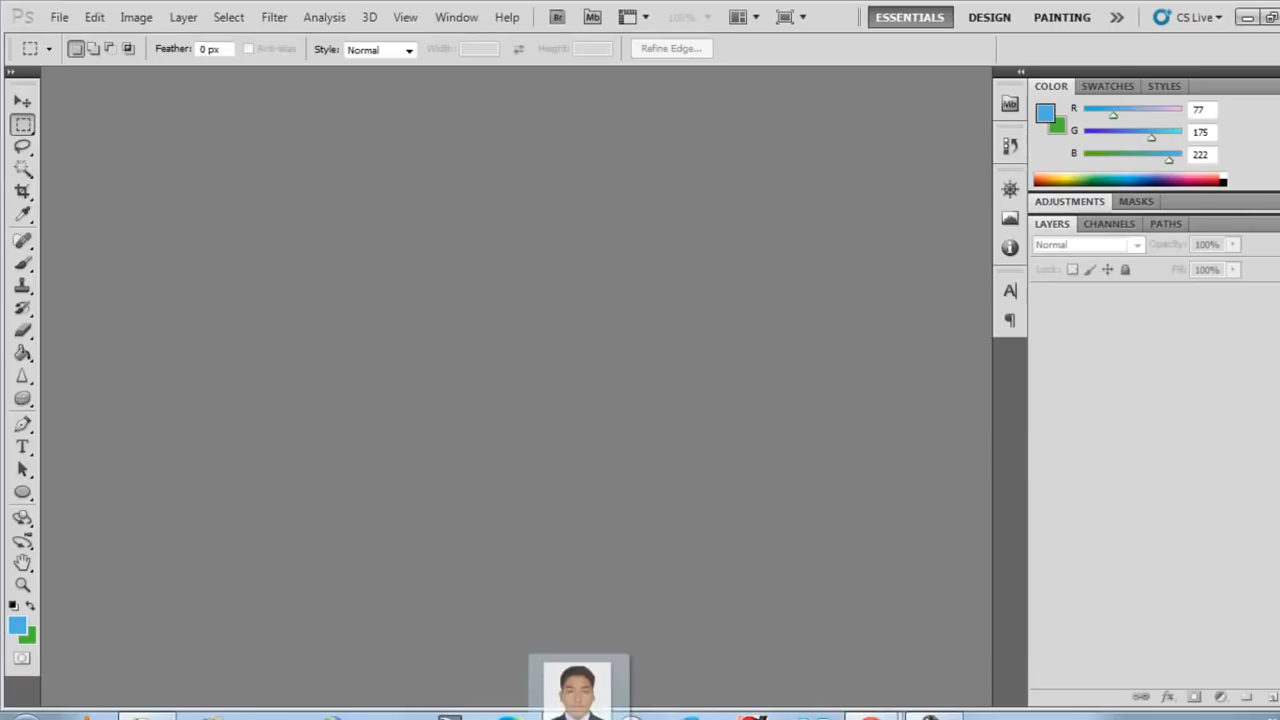 Ps File Edit Image Layer Select Filter Analysis 3D View Window Help Br Mb 100% ESSENTIALS DESIGN PAINTING CS Live
Feather: 0 px Anti-alias Style: Normal Width: Height: Refine Edge...
COLOR SWATCHES STYLES
R 77
G 175
B 222
ADJUSTMENTS MASKS
LAYERS CHANNELS PATHS
Normal Opacity: 100%
Lock: Fill: 100%
Mb
A
T